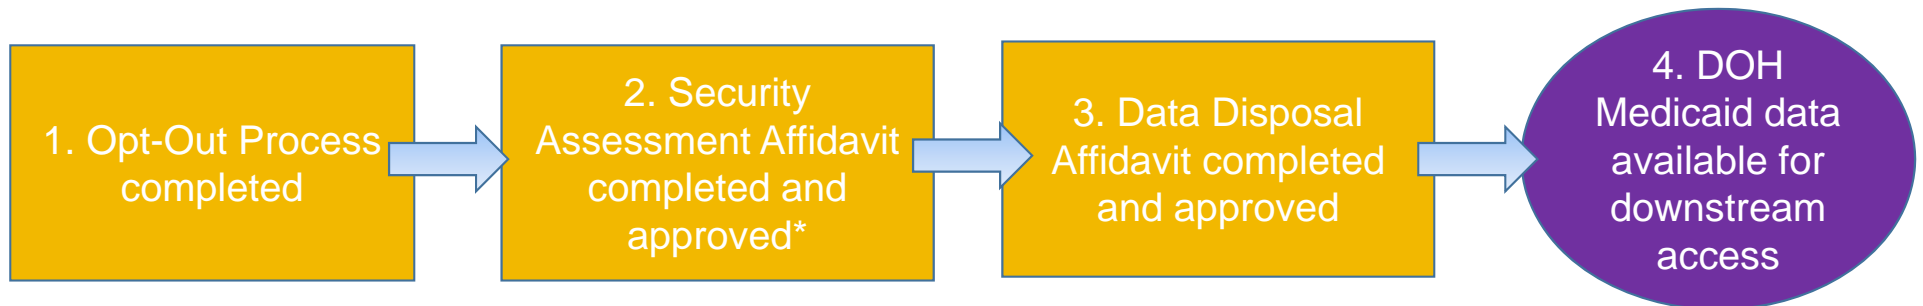 1. Opt-Out Process
completed
2. Security
Assessment Affidavit
completed and
approved*
3. Data Disposal
Affidavit completed
and approved
4. DOH
Medicaid data
available for
downstream
access